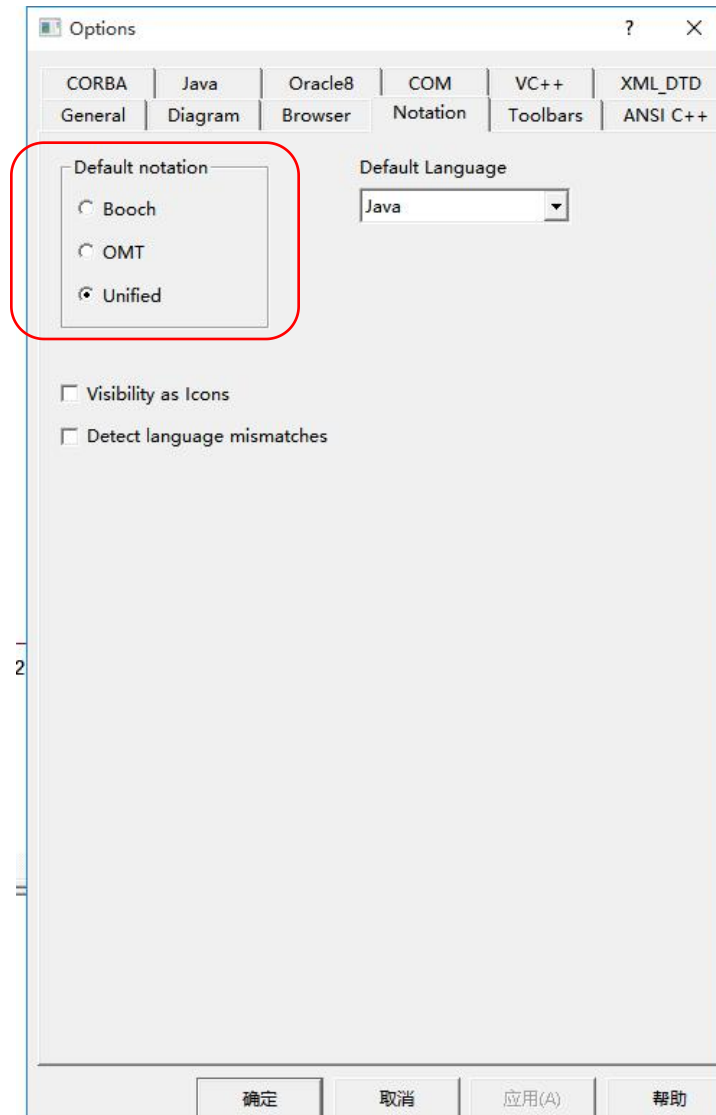 Options ?
CORBA Java Oracle8 COM VC++ XML_DTD
General Diagram Browser Notation Toolbars ANSI C++
Default notation
Booch
OMT
Unified
Default Language
Java
Visibility as Icons
Detect language mismatches
2
确定 取消 应用(A) 帮助